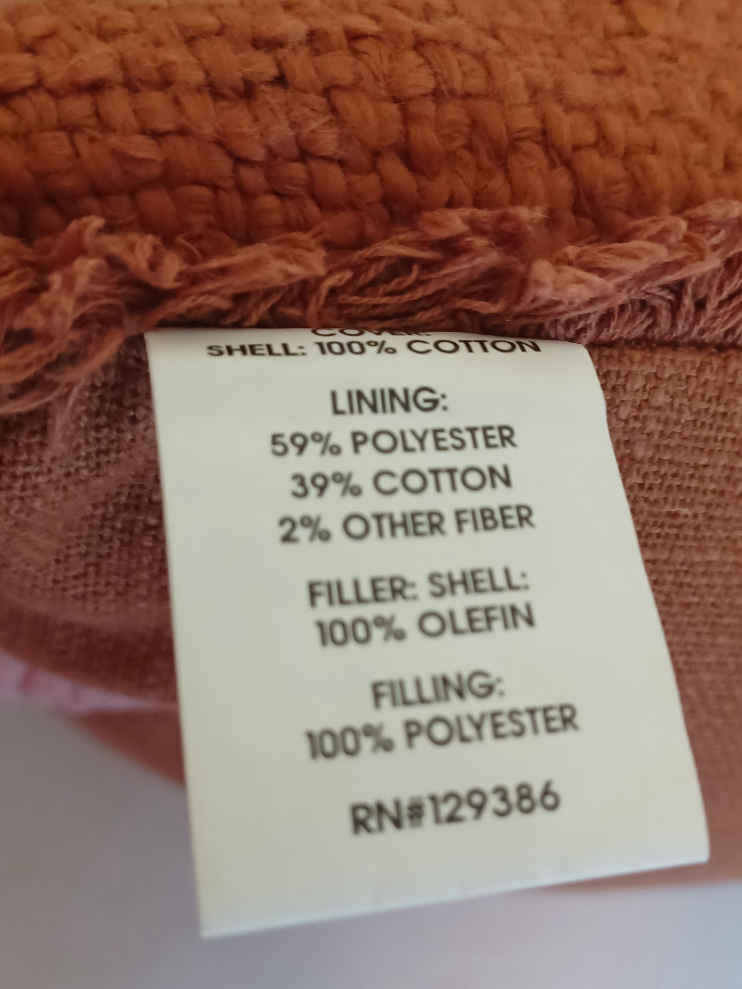 COVER:
SHELL: 100% COTTON
LINING:
59% POLYESTER
39% COTTON
2% OTHER FIBER
FILLER: SHELL:
100% OLEFIN
FILLING:
100% POLYESTER
RN#129386